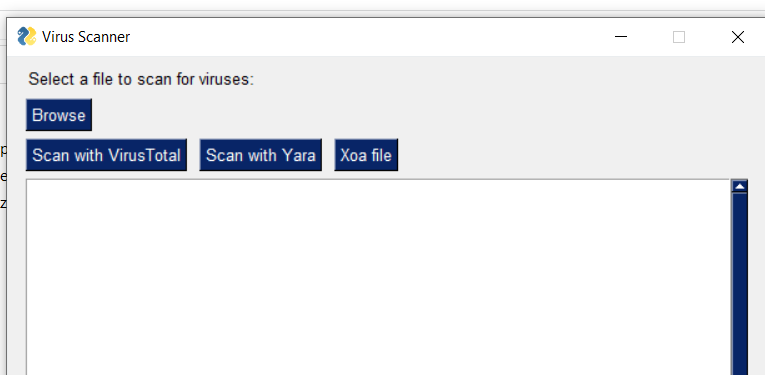 Virus Scanner
Select a file to scan for viruses:
Browse
Scan with VirusTotal Scan with Yara Xoa file
p
e
z